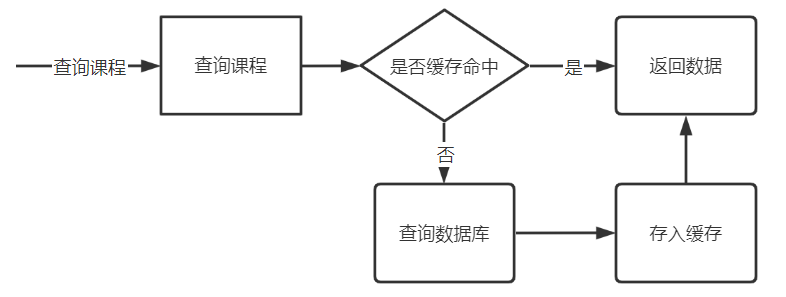 查询课程
查询课程
是否缓存命中
是
返回数据
否
查询数据库
存入缓存